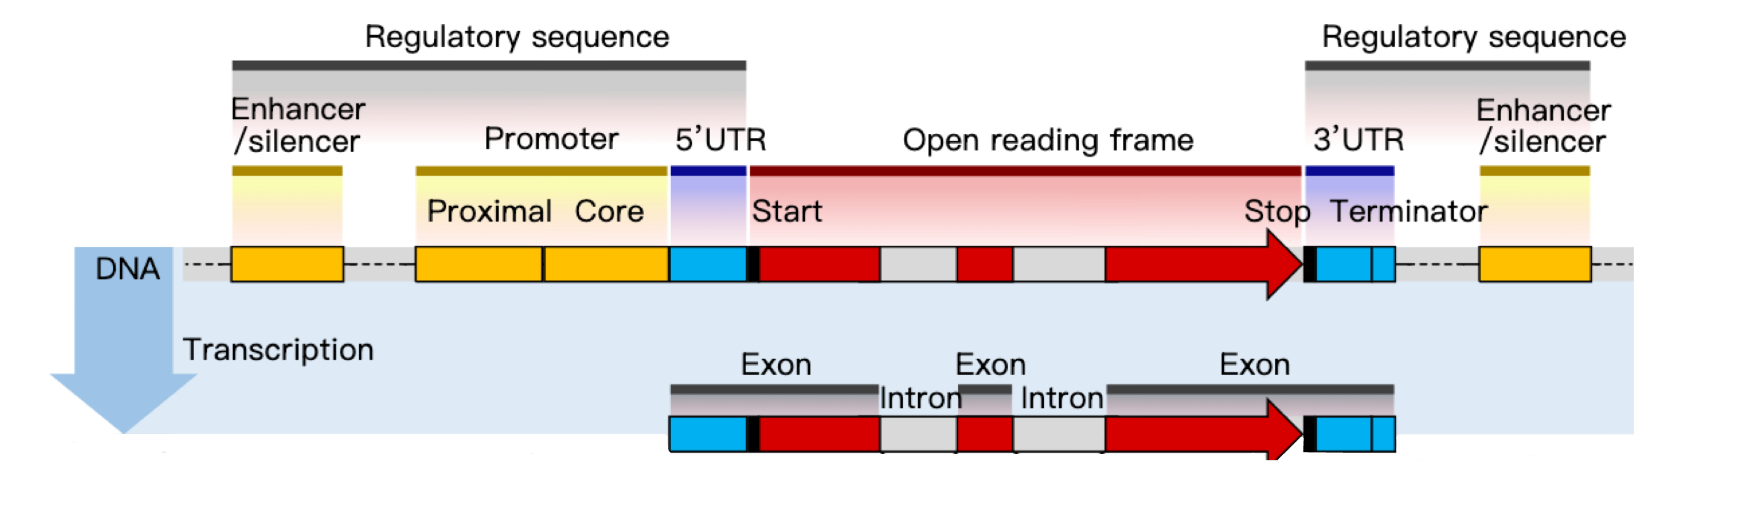 Regulatory sequence
Regulatory sequence
Enhancer
/silencer
Promoter
5’UTR
Open reading frame
3’UTR
Enhancer
/silencer
Proximal
Core
Start
Stop
Terminator
DNA
Transcription
Exon
Exon
Exon
Intron
Intron